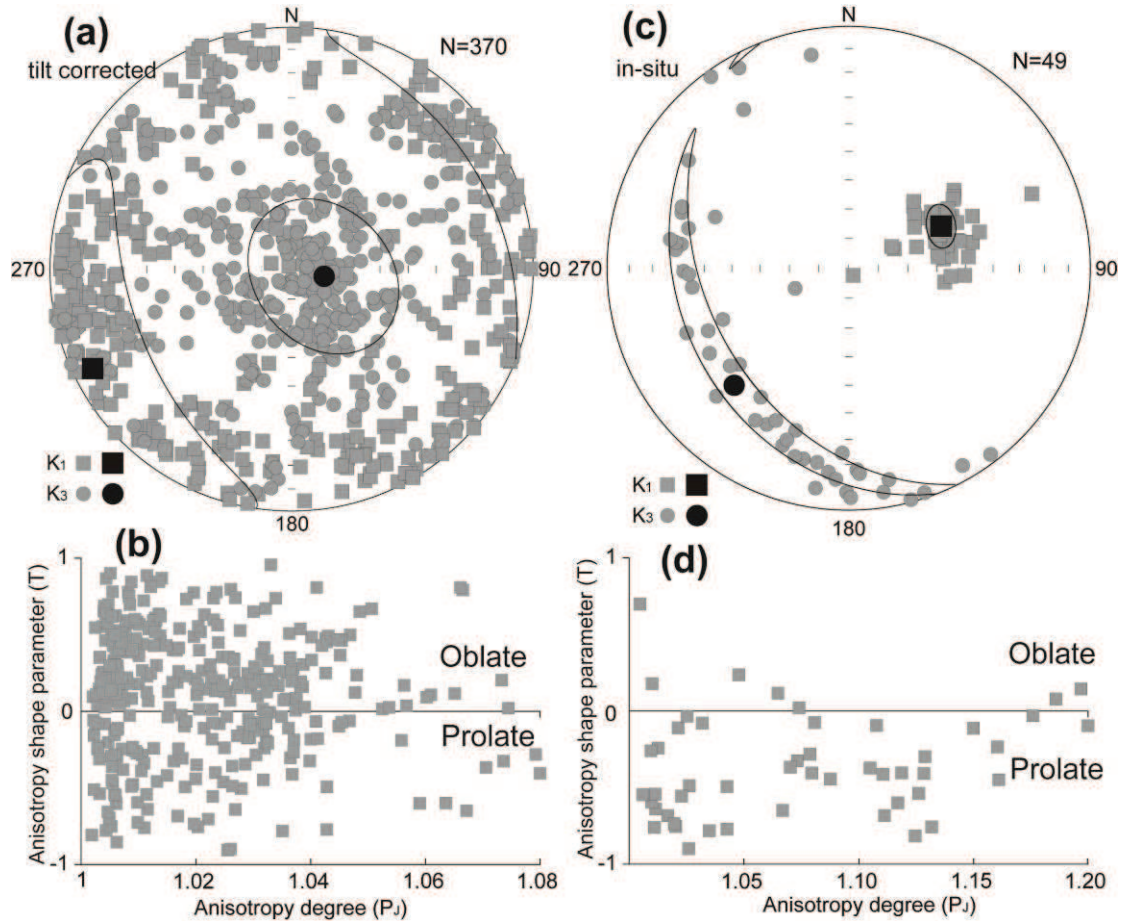 (a)
tilt corrected
N
N=370
270
90
180
K1
K3
(c)
in-situ
N
N=49
270
90
180
K1
K3
(b)
Anisotropy shape parameter (T)
1
0
-1
Oblate
Prolate
1
1.02
1.04
1.06
1.08
Anisotropy degree (PJ)
(d)
Anisotropy shape parameter (T)
1
0
-1
Oblate
Prolate
1.05
1.10
1.15
1.20
Anisotropy degree (PJ)